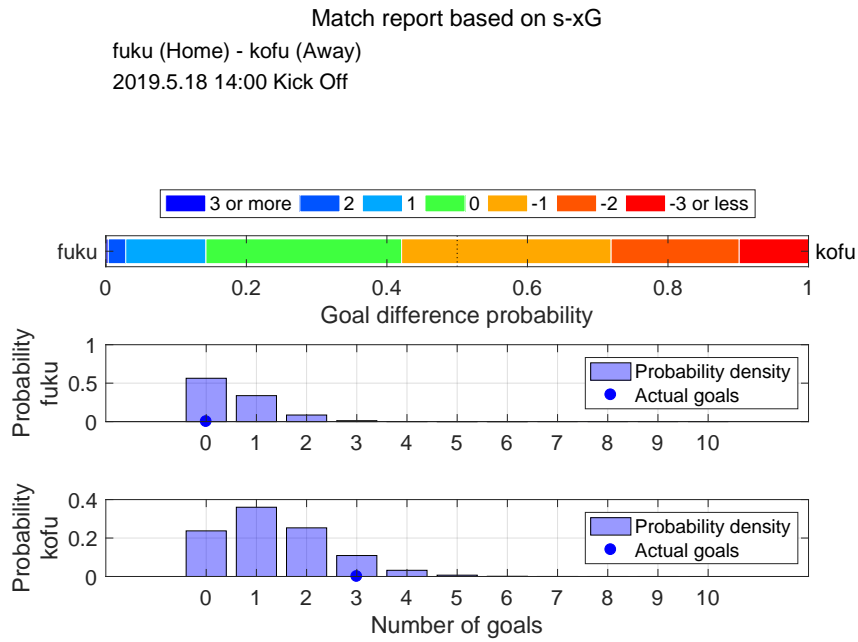 Match report based on s-xG
fuku (Home) - kofu (Away)
2019.5.18 14:00 Kick Off
3 or more 2 1 0 -1 -2 -3 or less
fuku kofu
0 0.2 0.4 0.6 0.8 1
Goal difference probability
Probability
fuku
1
0.5
0
Probability density
Actual goals
0 1 2 3 4 5 6 7 8 9 10
Probability
kofu
0.4
0.2
0
Probability density
Actual goals
0 1 2 3 4 5 6 7 8 9 10
Number of goals